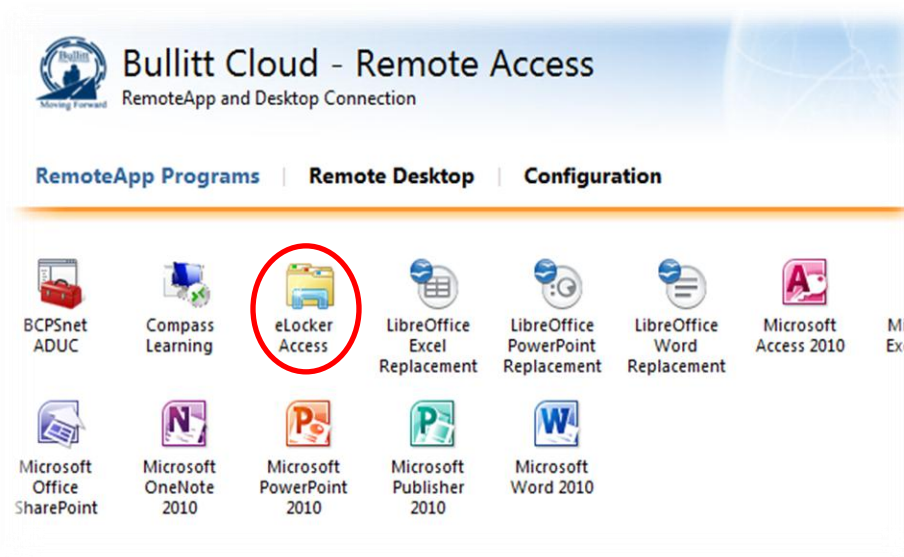 Bullitt
Moving Forward
Bullitt Cloud - Remote Access
RemoteApp and Desktop Connection
RemoteApp Programs | Remote Desktop | Configuration
BCPSnet
ADUC
Compass
Learning
eLocker
Access
LibreOffice
Excel
Replacement
LibreOffice
PowerPoint
Replacement
LibreOffice
Word
Replacement
Microsoft
Access 2010
Microsoft
Office
SharePoint
Microsoft
OneNote
2010
Microsoft
PowerPoint
2010
Microsoft
Publisher
2010
Microsoft
Word 2010